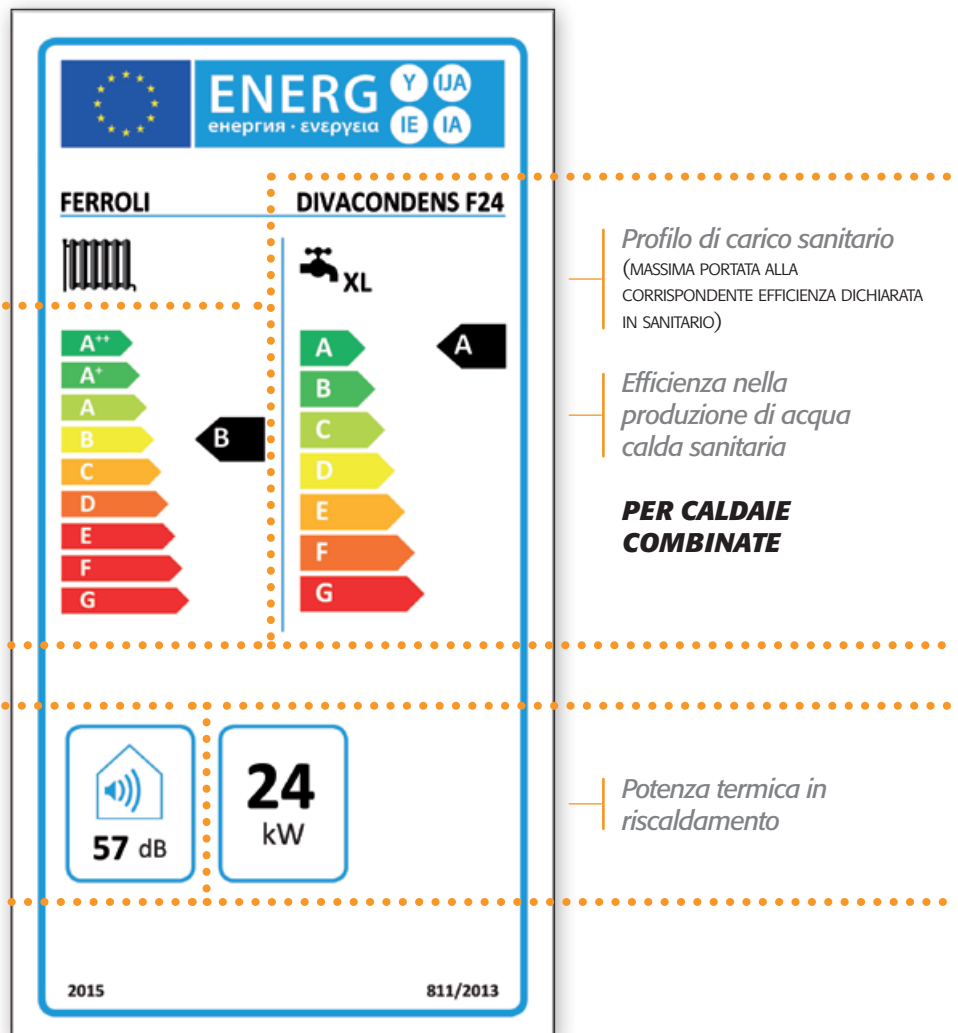 ENERG Y IJA
енергия · ενεργεια IE IA
FERROLI DIVACONDENS F24
XL
A++
A+
A
B
C
D
E
F
G
B
A
B
C
D
E
F
G
A
57 dB
24
kW
2015 811/2013
Profilo di carico sanitario
(MASSIMA PORTATA ALLA
CORRISPONDENTE EFFICIENZA DICHIARATA
IN SANITARIO)
Efficienza nella
produzione di acqua
calda sanitaria
PER CALDAIE
COMBINATE
Potenza termica in
riscaldamento